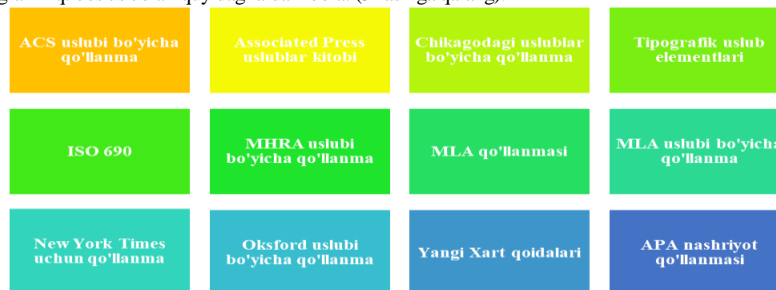 ACS uslubi bo'yicha
qo'llanma
Associated Press
uslublar kitobi
Chikagodagi uslublar
bo'yicha qo'llanma
Tipografik uslub
elementlari
ISO 690
MHRA uslubi
bo'yicha qo'llanma
MLA qo'llanmasi
MLA uslubi bo'yicha
qo'llanma
New York Times
uchun qo'llanma
Oksford uslubi
bo'yicha qo'llanma
Yangi Xart qoidalari
APA nashriyot
qo'llanmasi